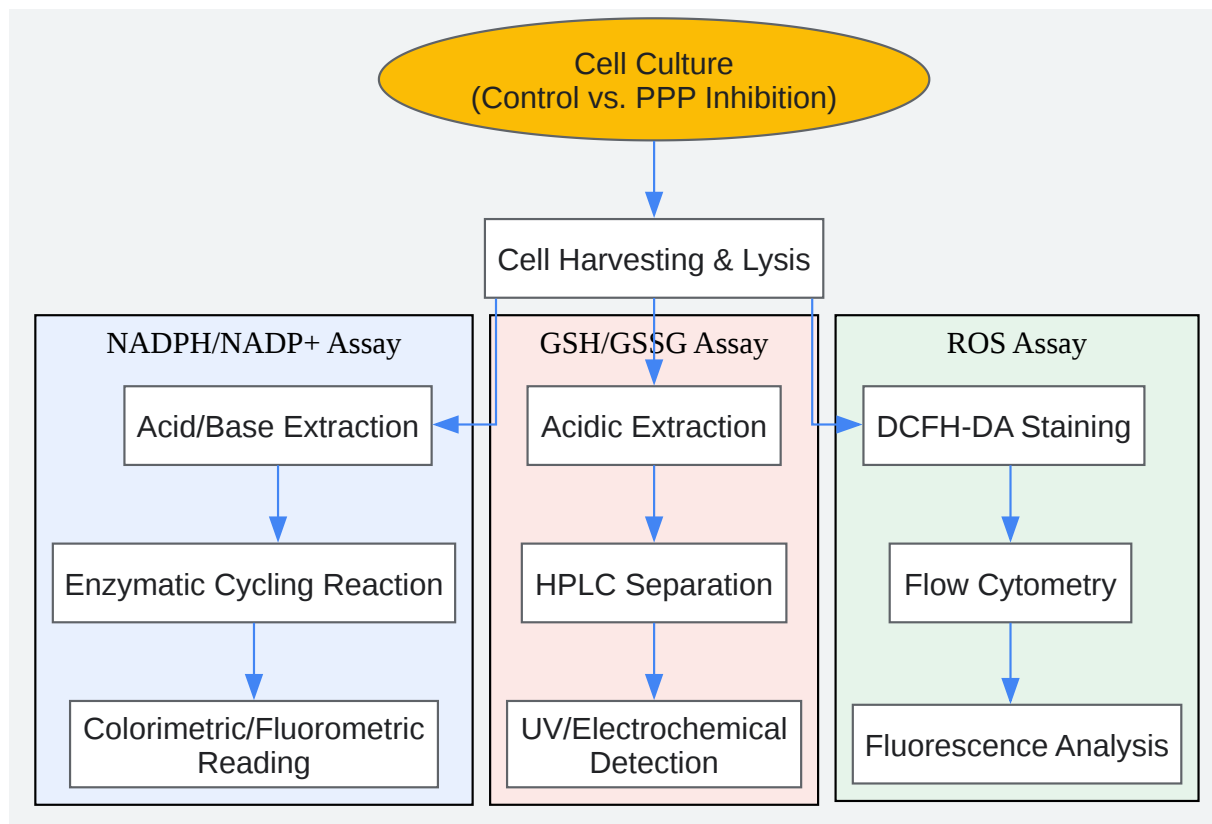 Cell Culture
(Control vs. PPP Inhibition)
Cell Harvesting & Lysis
NADPH/NADP+ Assay
Acid/Base Extraction
Enzymatic Cycling Reaction
Colorimetric/Fluorometric
Reading
GSH/GSSG Assay
Acidic Extraction
HPLC Separation
UV/Electrochemical
Detection
ROS Assay
DCFH-DA Staining
Flow Cytometry
Fluorescence Analysis